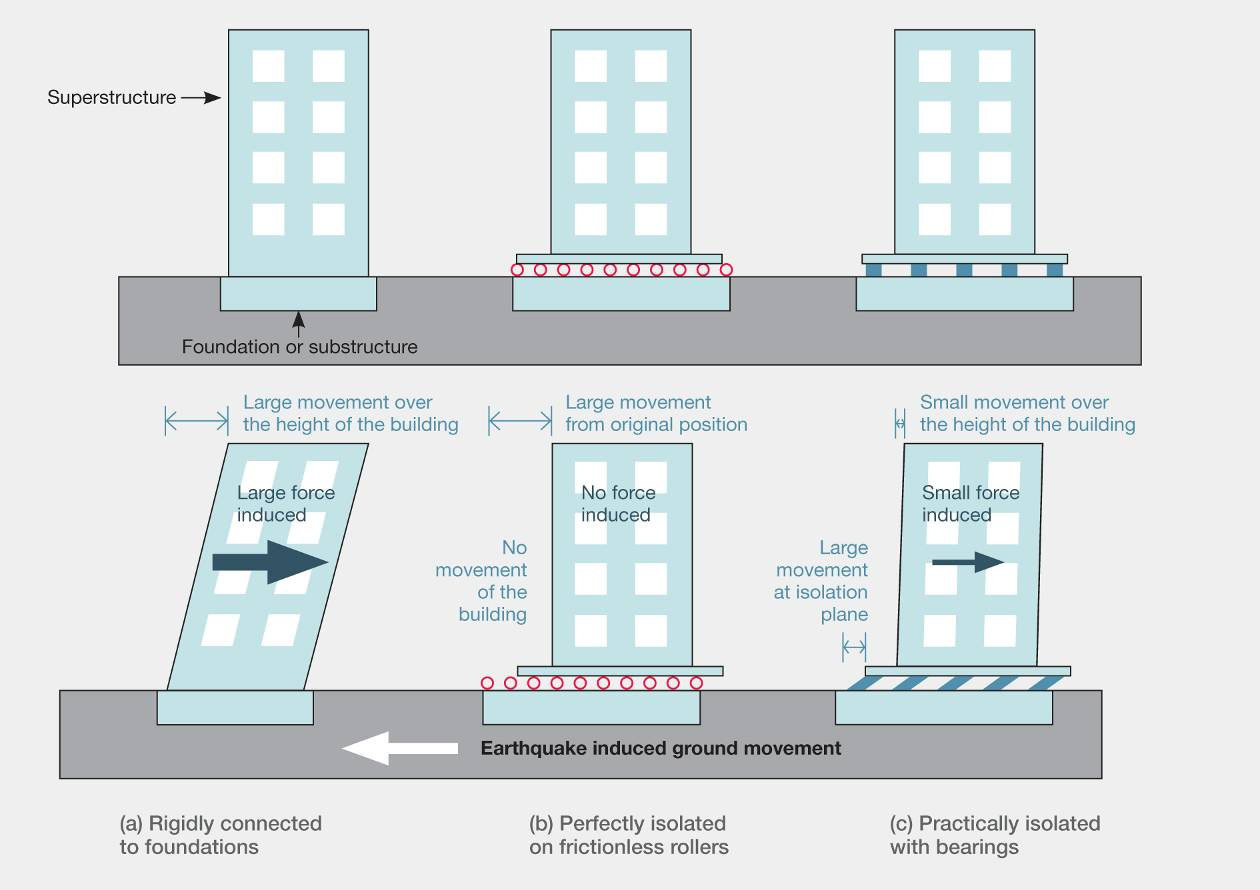 Superstructure
Foundation or substructure
Large movement over
the height of the building
Large movement
from original position
Small movement over
the height of the building
Large force
induced
No force
induced
Small force
induced
No
movement
of the
building
Large
movement
at isolation
plane
Earthquake induced ground movement
(a) Rigidly connected
to foundations
(b) Perfectly isolated
on frictionless rollers
(c) Practically isolated
with bearings